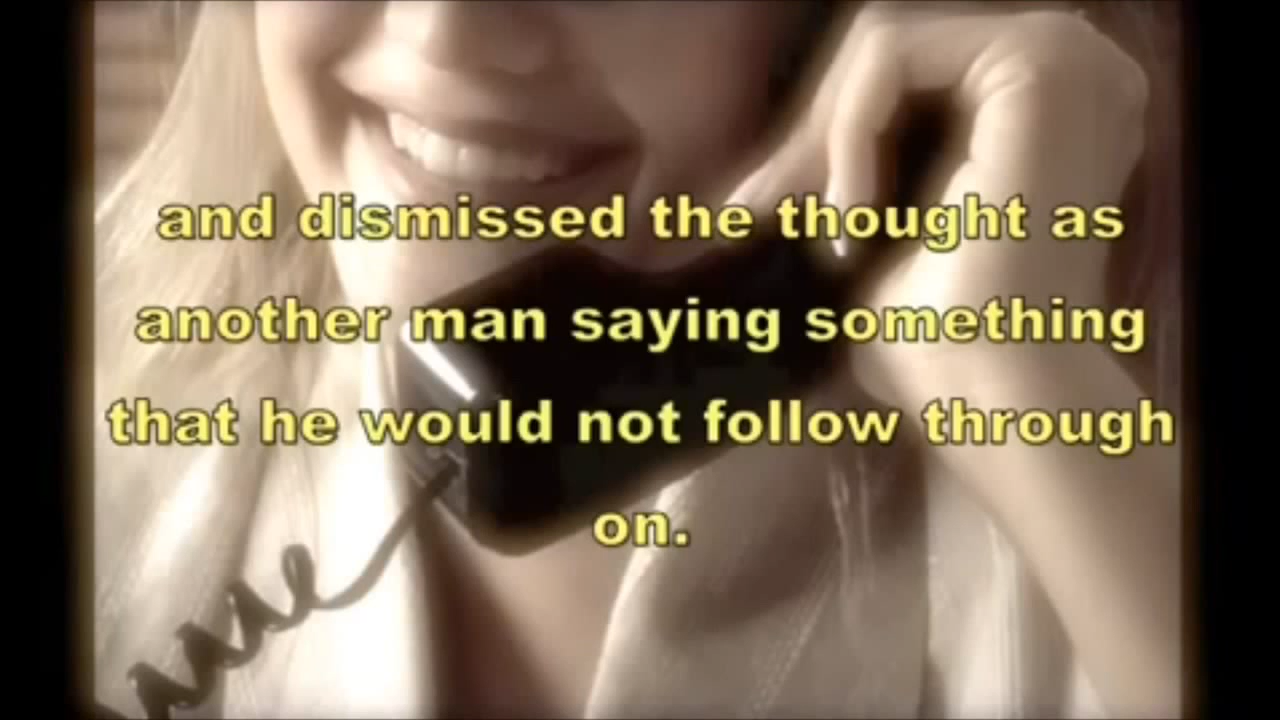 and dismissed the thought as
another man saying something
that he would not follow through
on.